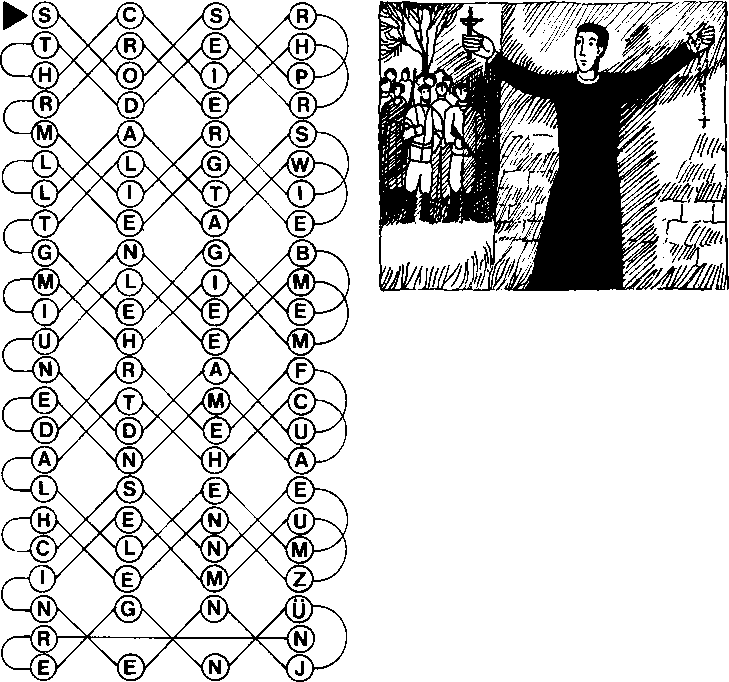 S C S R
T R E H
H O I P
R D E R
M A R S
L L G W
L I T I
T E A E
G N G B
M L I M
I E E E
U H E M
N R A F
E T M C
D D E U
A N H A
L S E E
H E N U
C L N M
I E M Z
N G N Ü
R N
E E N J